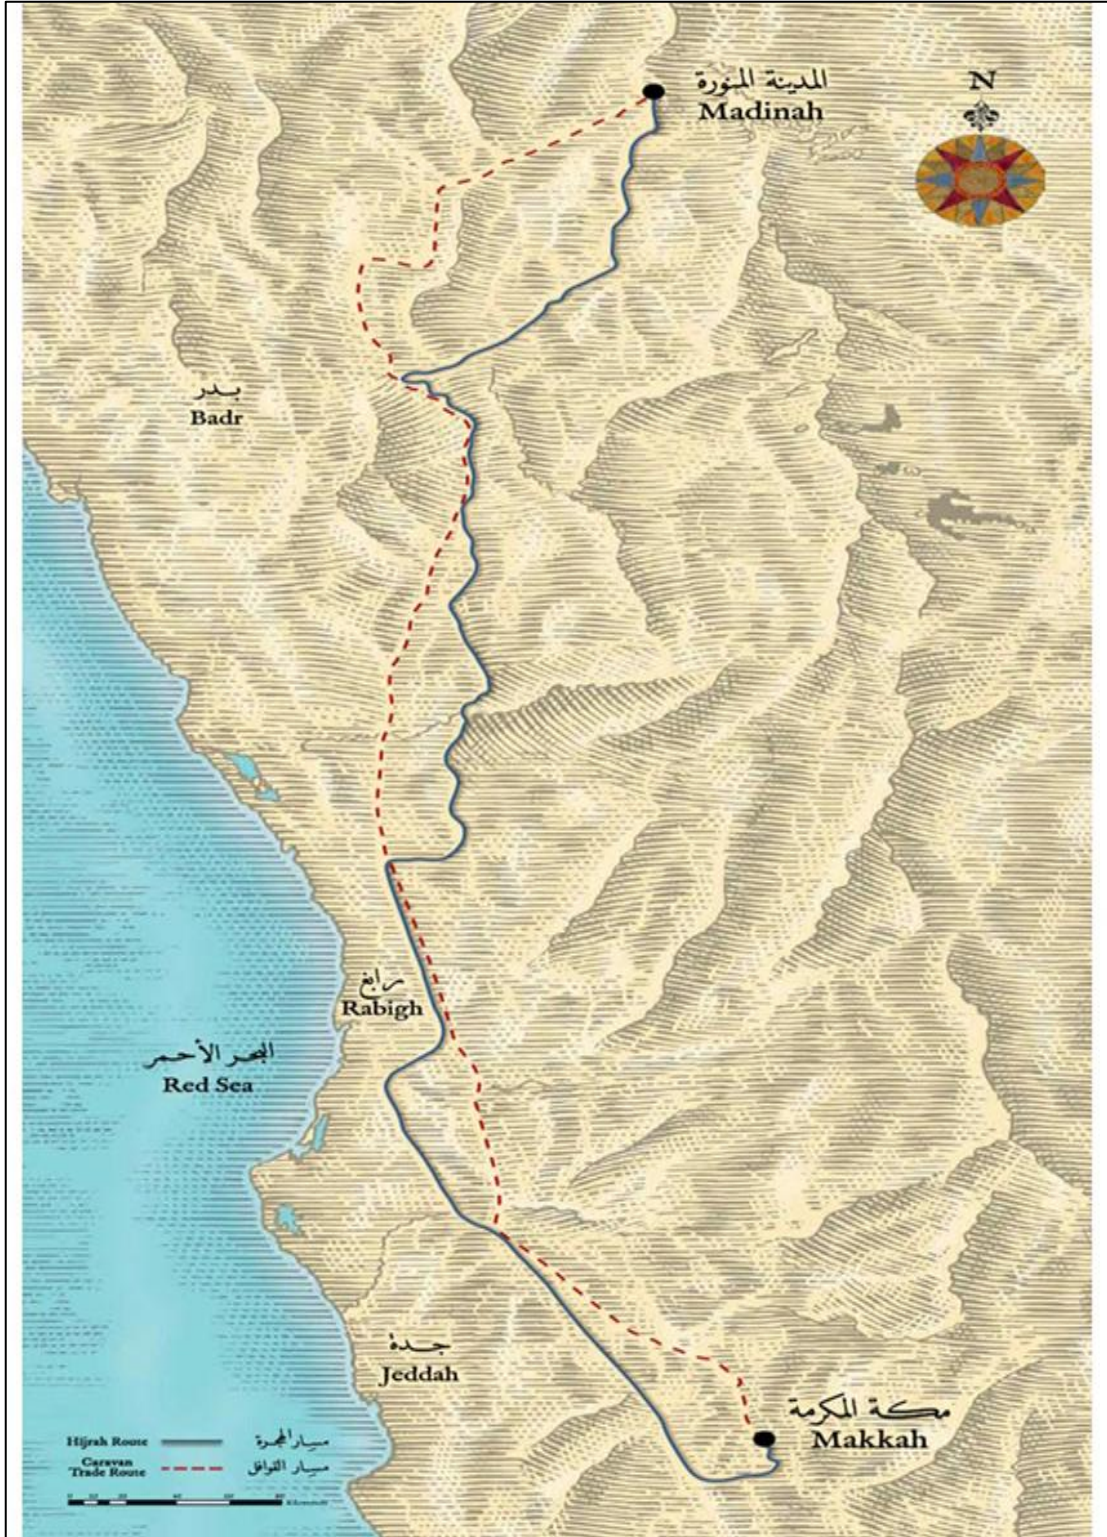 المدينة المنورة
Madinah
N
بدر
Badr
رابغ
Rabigh
البحر الأحمر
Red Sea
جدة
Jeddah
مكة المكرمة
Makkah
Hijrah Route مسار الهجرة
Caravan
Trade Route مسار القوافل